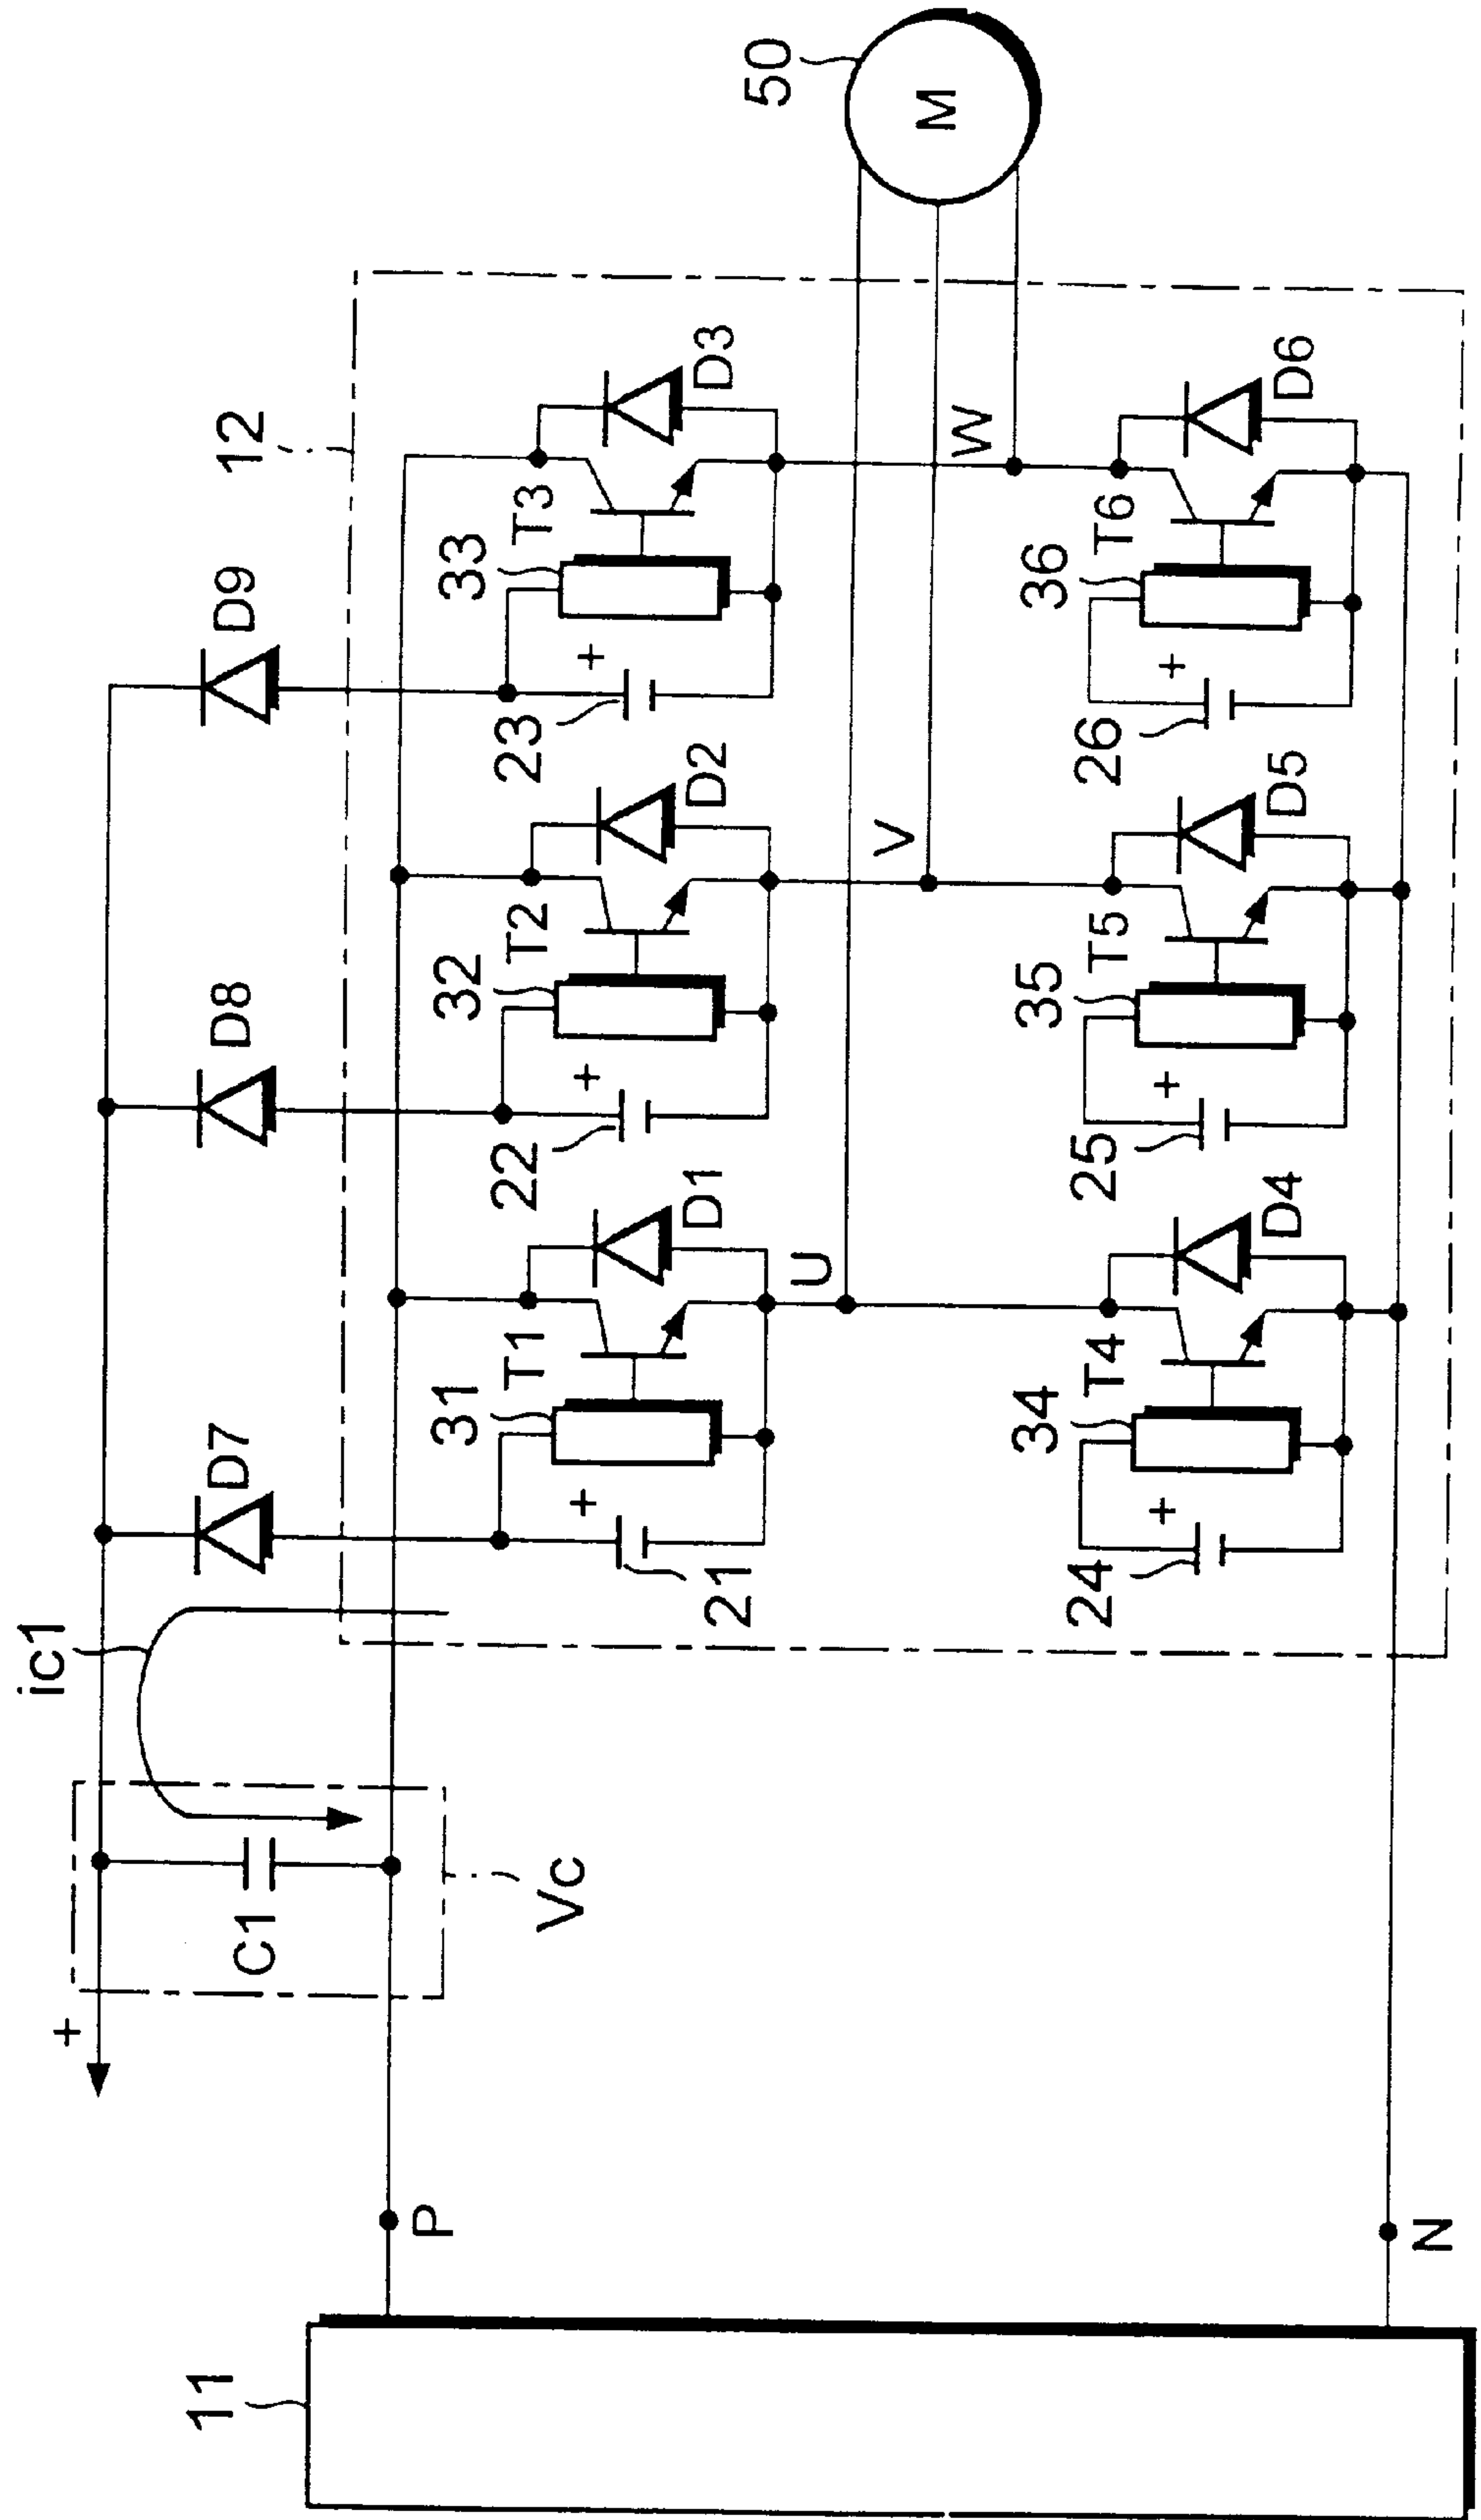 ic1
12
50
D7
D8
D9
+
C1
Vc
31
T1
D1
32
T2
D2
33
T3
D3
M
+
21
+
22
+
23
11
P
U
V
W
34
T4
D4
35
T5
D5
36
T6
D6
+
24
+
25
+
26
N